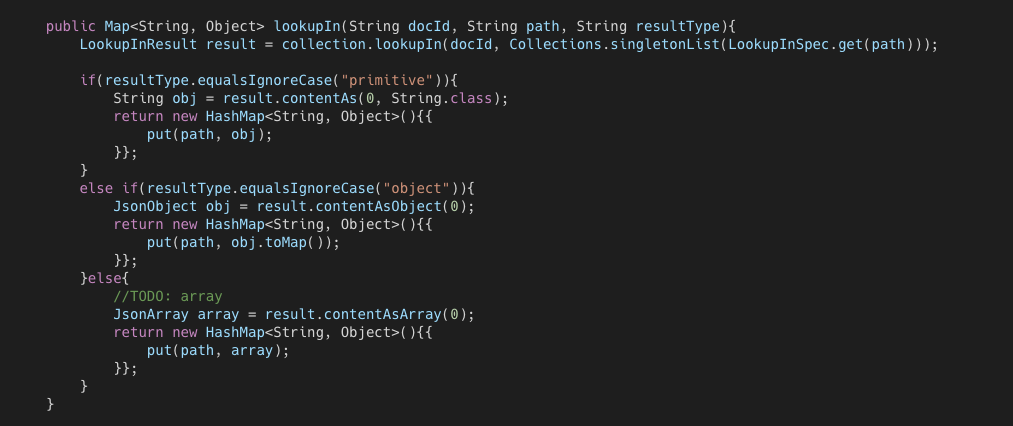 public Map<String, Object> lookupIn(String docId, String path, String resultType){
LookupInResult result = collection.lookupIn(docId, Collections.singletonList(LookupInSpec.get(path)));
if(resultType.equalsIgnoreCase("primitive")){
String obj = result.contentAs(0, String.class);
return new HashMap<String, Object>(){{
put(path, obj);
}};
}
else if(resultType.equalsIgnoreCase("object")){
JsonObject obj = result.contentAsObject(0);
return new HashMap<String, Object>(){{
put(path, obj.toMap());
}};
}else{
//TODO: array
JsonArray array = result.contentAsArray(0);
return new HashMap<String, Object>(){{
put(path, array);
}};
}
}